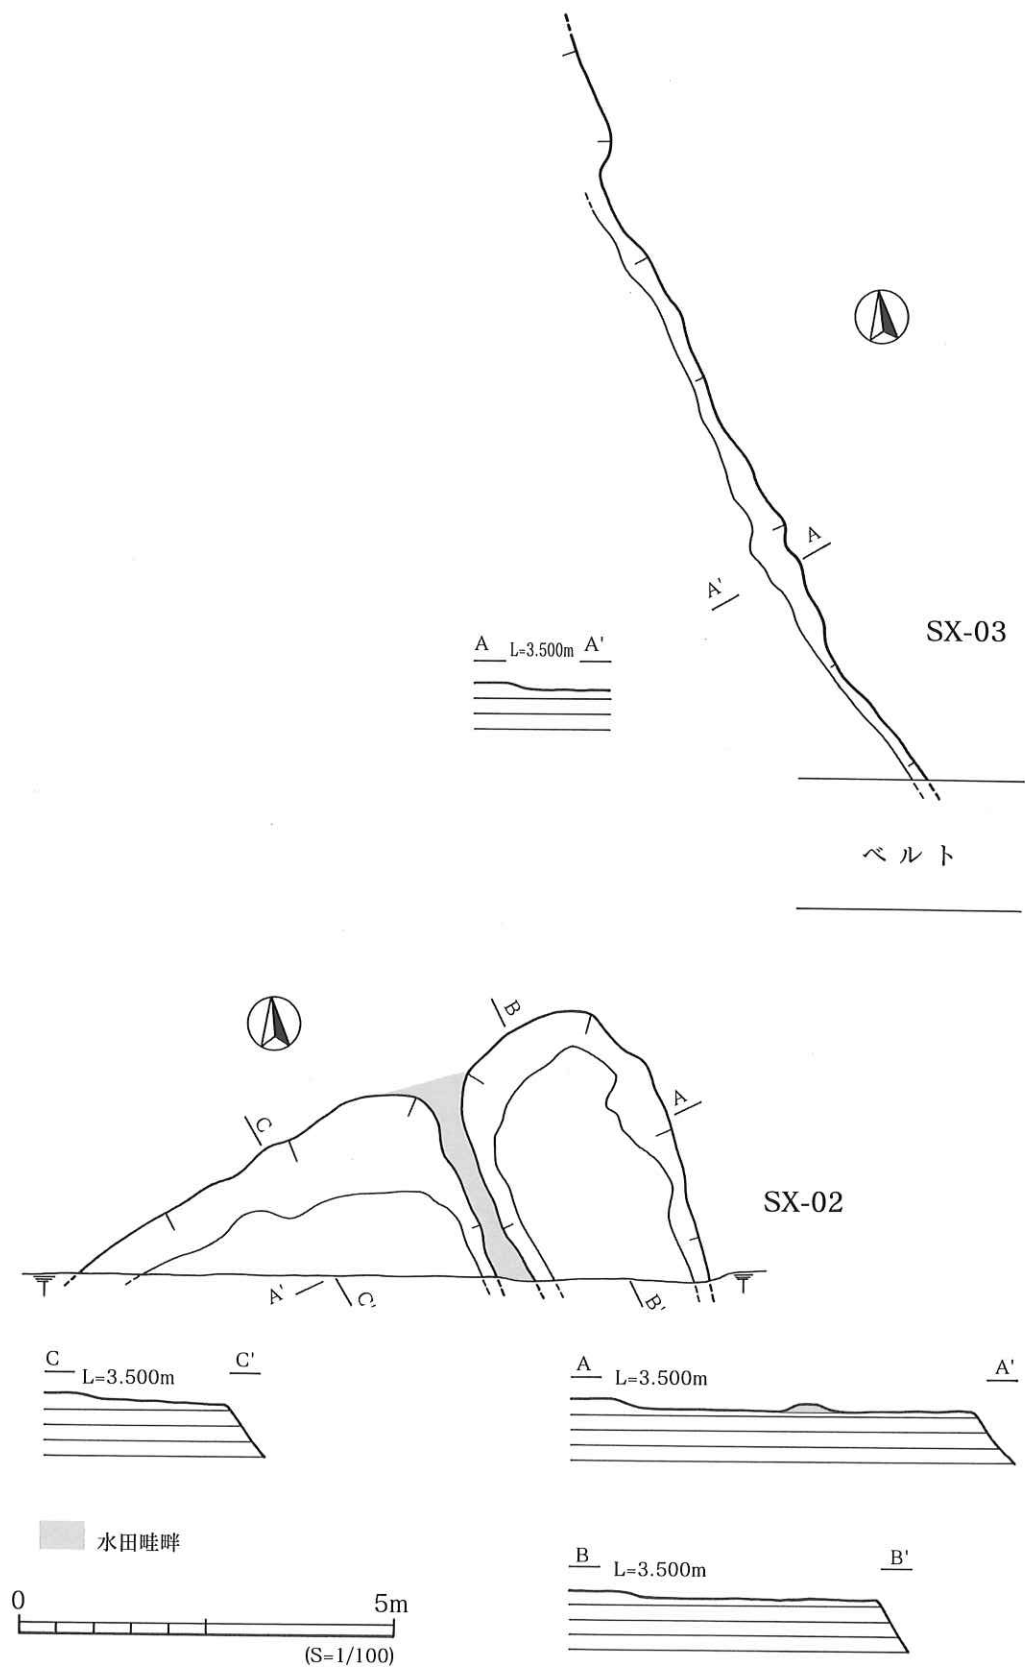 A
A'
SX-03
A L=3.500m A'
ベルト
B
A
C
SX-02
A'
C'
B'
C L=3.500m C'
A L=3.500m A'
水田畦畔
B L=3.500m B'
0 5m
(S=1/100)